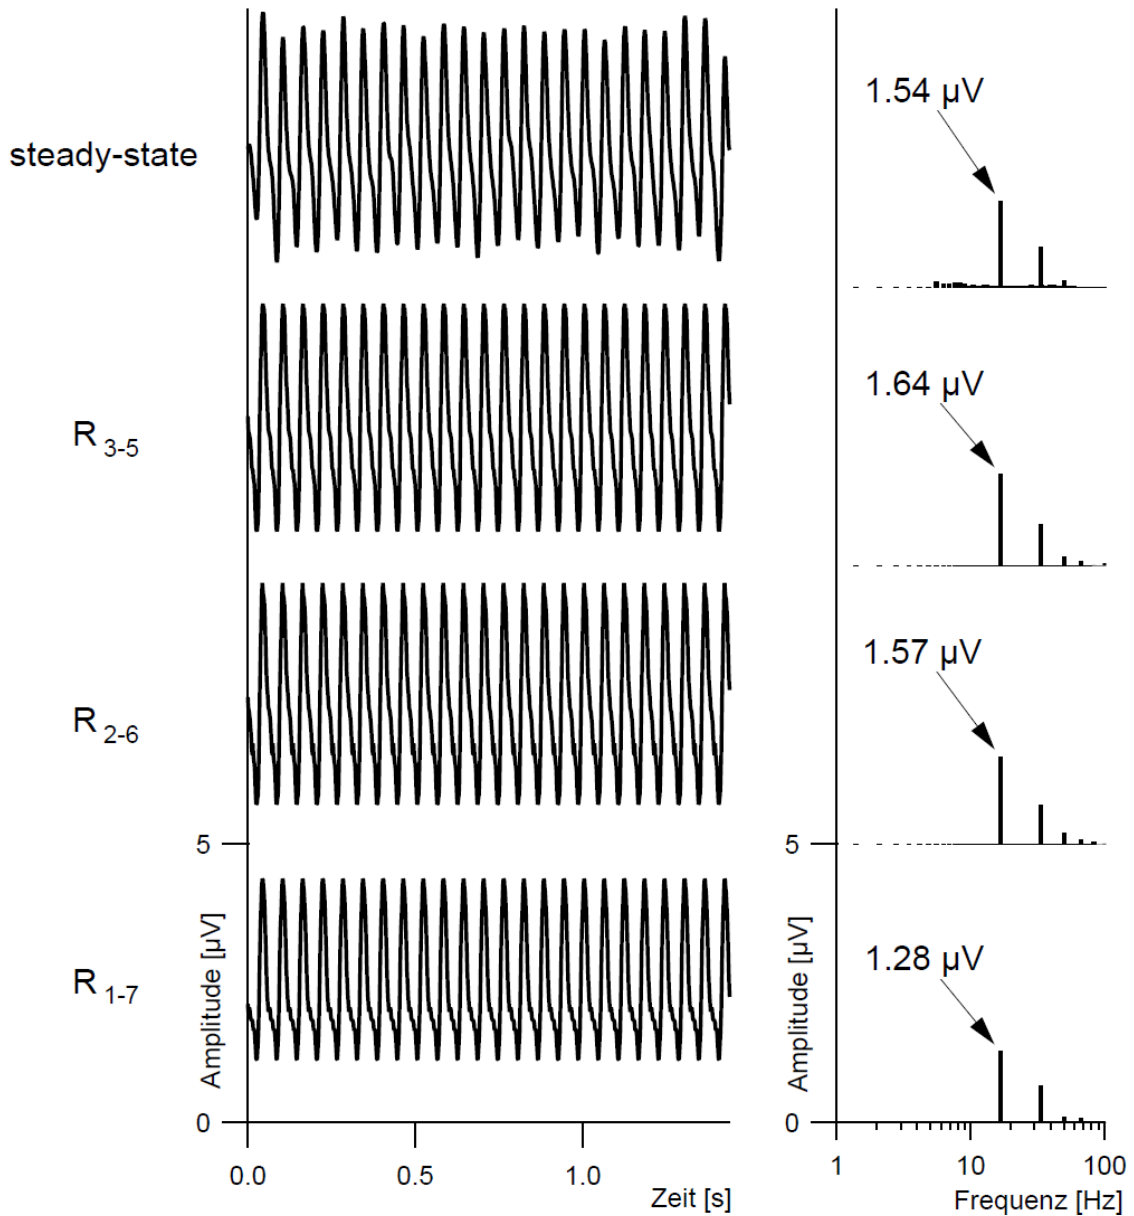 1.54 µV
steady-state
1.64 µV
R 3-5
1.57 µV
R 2-6
5
5
Amplitude [µV]
Amplitude [µV]
1.28 µV
R 1-7
0
0
0.0 0.5 1.0
1 10 100
Zeit [s]
Frequenz [Hz]